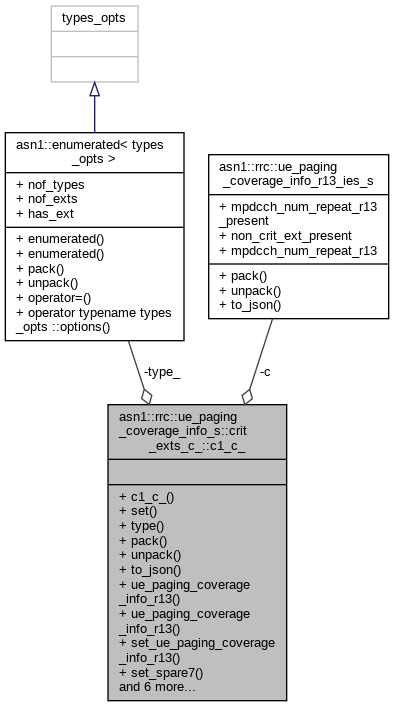 types_opts
asn1::enumerated< types
_opts >
+ nof_types
+ nof_exts
+ has_ext
+ enumerated()
+ enumerated()
+ pack()
+ unpack()
+ operator=()
+ operator typename types
_opts ::options()
asn1::rrc::ue_paging
_coverage_info_r13_ies_s
+ mpdcch_num_repeat_r13
_present
+ non_crit_ext_present
+ mpdcch_num_repeat_r13
+ pack()
+ unpack()
+ to_json()
-type_
-c
asn1::rrc::ue_paging
_coverage_info_s::crit
_exts_c_::c1_c_
+ c1_c_()
+ set()
+ type()
+ pack()
+ unpack()
+ to_json()
+ ue_paging_coverage
_info_r13()
+ ue_paging_coverage
_info_r13()
+ set_ue_paging_coverage
_info_r13()
+ set_spare7()
and 6 more...